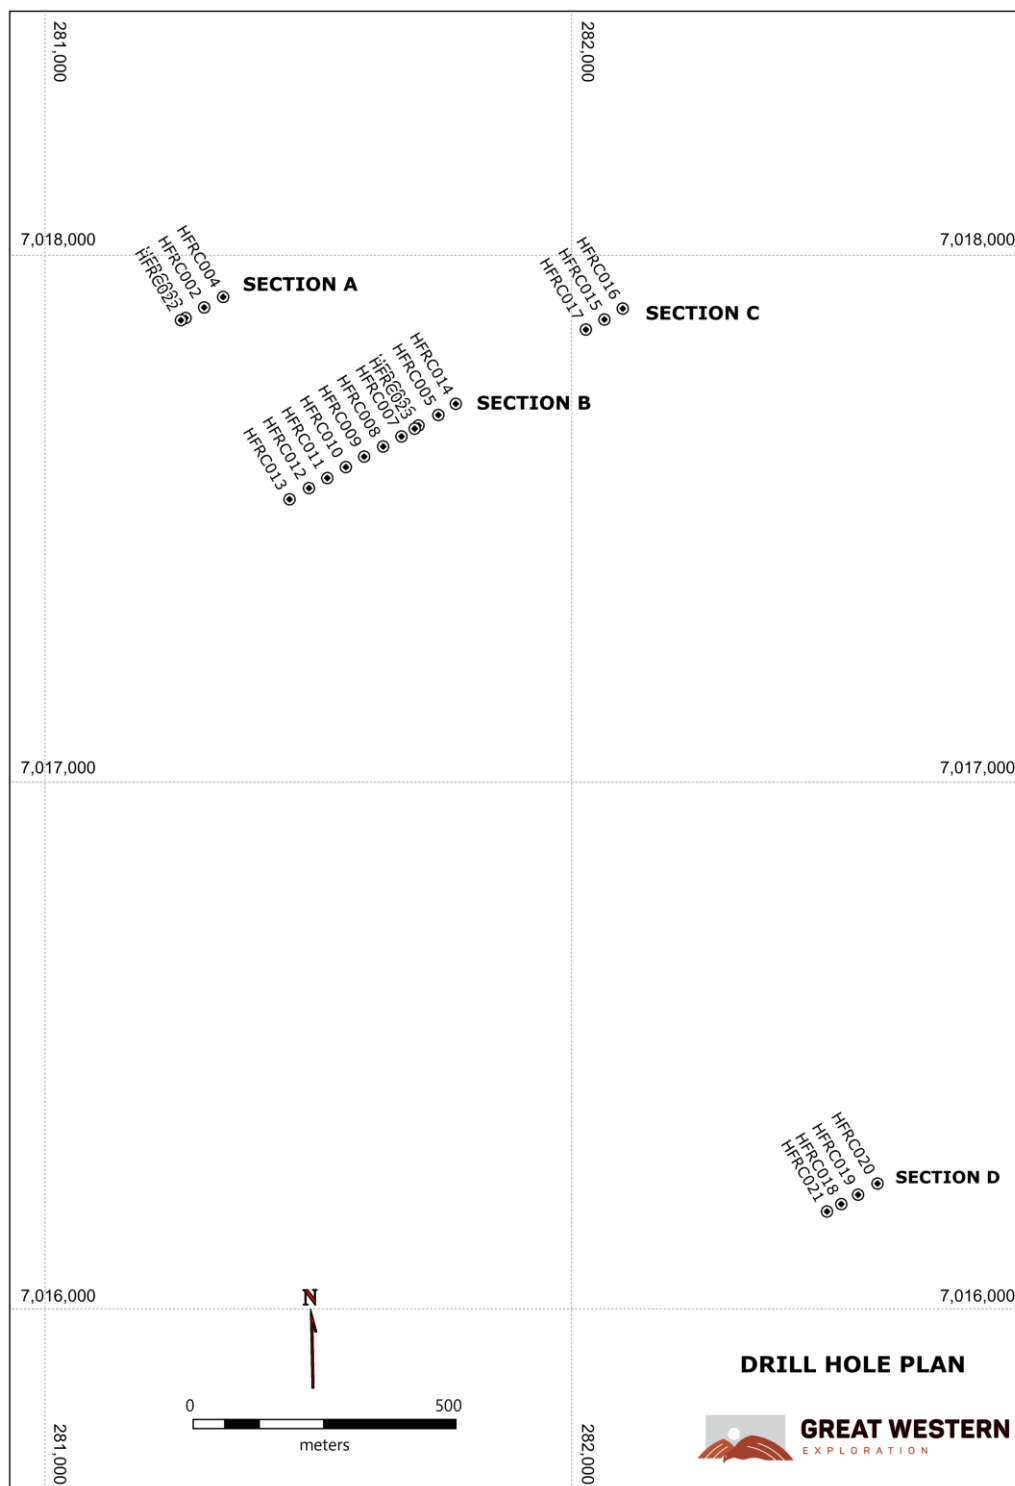 281,000
282,000
7,018,000
7,018,000
HFRC004
HFRC002
HFRC022
SECTION A
HFRC016
HFRC015
HFRC017
SECTION C
HFRC014
HFRC005
HFRC023
HFRC007
HFRC008
HFRC009
HFRC010
HFRC011
HFRC012
HFRC013
SECTION B
7,017,000
7,017,000
HFRC020
HFRC019
HFRC018
HFRC021
SECTION D
7,016,000
7,016,000
N
DRILL HOLE PLAN
0 500
meters
GREAT WESTERN
EXPLORATION
281,000
282,000